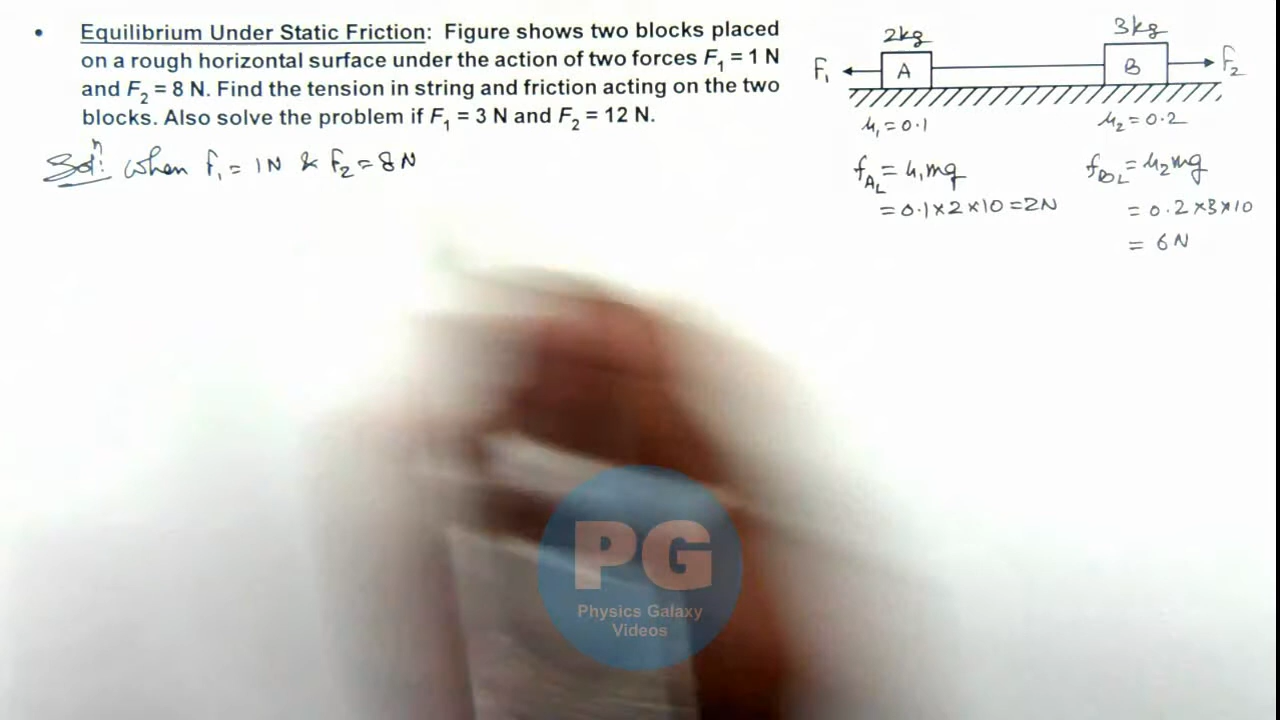 • Equilibrium Under Static Friction: Figure shows two blocks placed
on a rough horizontal surface under the action of two forces F₁ = 1 N
and F₂ = 8 N. Find the tension in string and friction acting on the two
blocks. Also solve the problem if F₁ = 3 N and F₂ = 12 N.
2kg 3kg
F₁ A B F₂
μ₁ = 0.1 μ₂ = 0.2
Solⁿ: When F₁ = 1N & F₂ = 8N
f_AL = μ₁mg
= 0.1×2×10 = 2N
f_BL = μ₂mg
= 0.2×3×10
= 6N
PG
Physics Galaxy
Videos